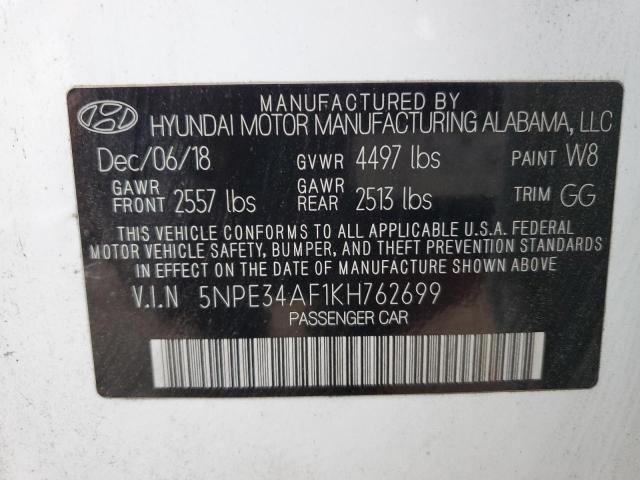 MANUFACTURED BY
HYUNDAI MOTOR MANUFACTURING ALABAMA, LLC
Dec/06/18 GVWR 4497 lbs PAINT W8
GAWR FRONT 2557 lbs GAWR REAR 2513 lbs TRIM GG
THIS VEHICLE CONFORMS TO ALL APPLICABLE U.S.A. FEDERAL
MOTOR VEHICLE SAFETY, BUMPER, AND THEFT PREVENTION STANDARDS
IN EFFECT ON THE DATE OF MANUFACTURE SHOWN ABOVE.
V.I.N 5NPE34AF1KH762699
PASSENGER CAR